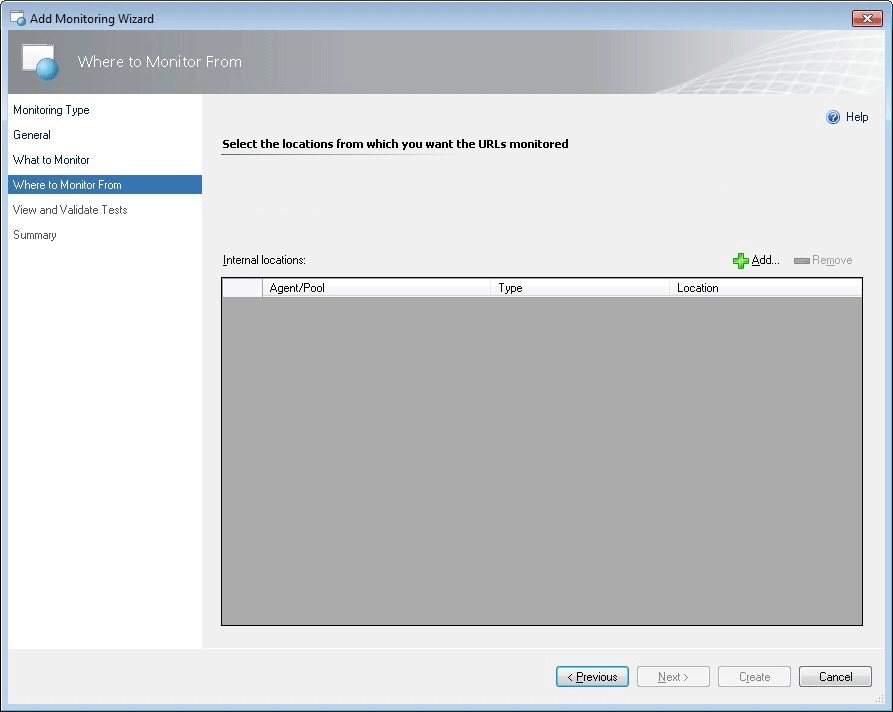 Add Monitoring Wizard
Where to Monitor From
Monitoring Type
General
What to Monitor
Where to Monitor From
View and Validate Tests
Summary
Help
Select the locations from which you want the URLs monitored
Internal locations:
Add...
Remove
Agent/Pool
Type
Location
< Previous
Next >
Create
Cancel